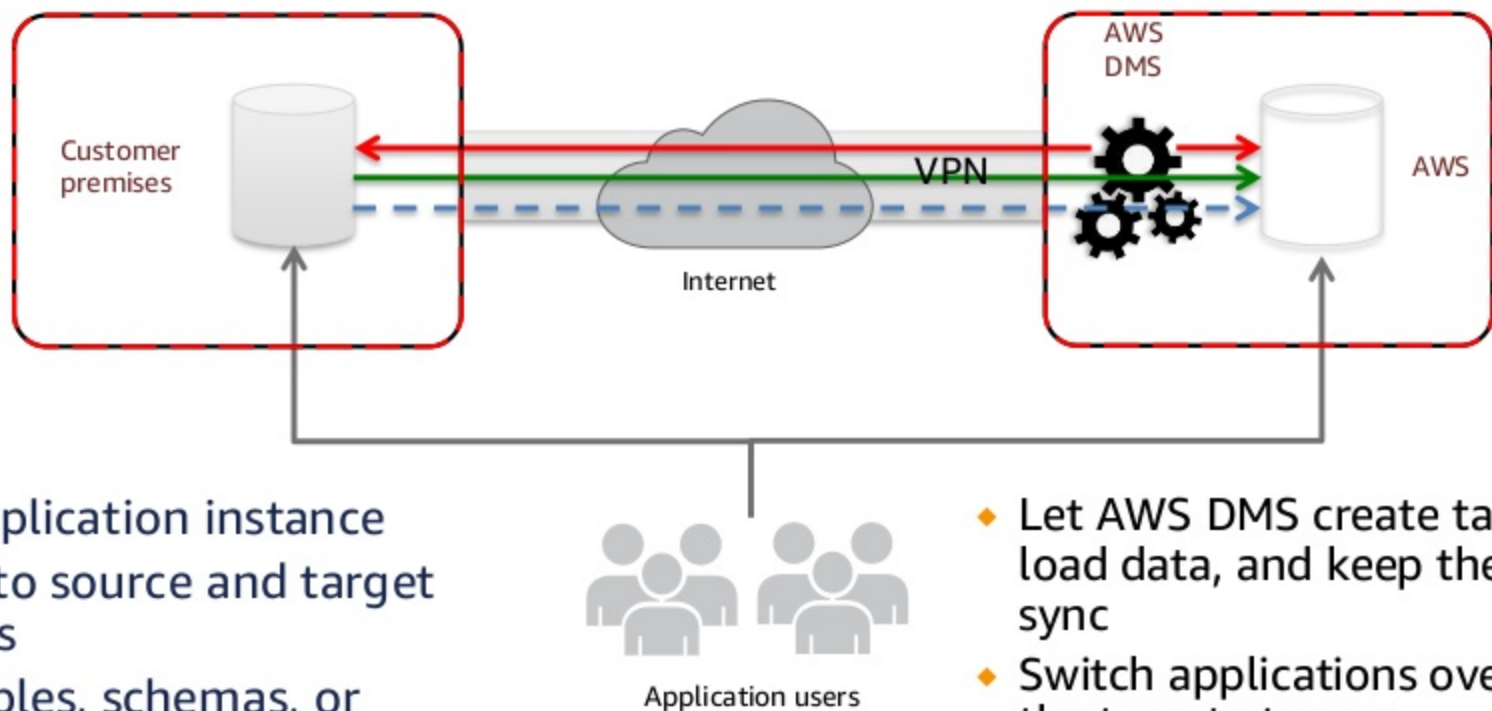 AWS
DMS
Customer
premises
VPN
AWS
Internet
plication instance
to source and target
s
bles, schemas, or
Application users
Let AWS DMS create ta
load data, and keep the
sync
Switch applications ove